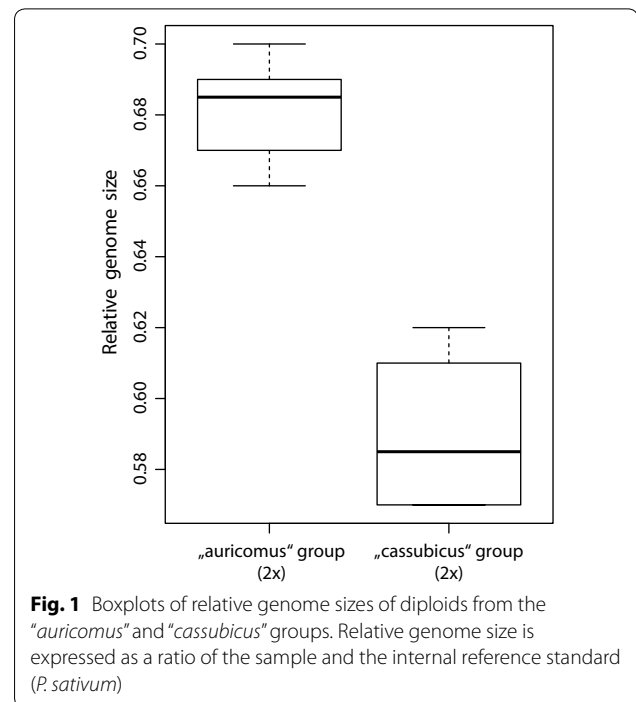 Relative genome size
0.70
0.68
0.66
0.64
0.62
0.60
0.58
„auricomus“ group
(2x)
„cassubicus“ group
(2x)
Fig. 1 Boxplots of relative genome sizes of diploids from the
“auricomus” and “cassubicus” groups. Relative genome size is
expressed as a ratio of the sample and the internal reference standard
(P. sativum)